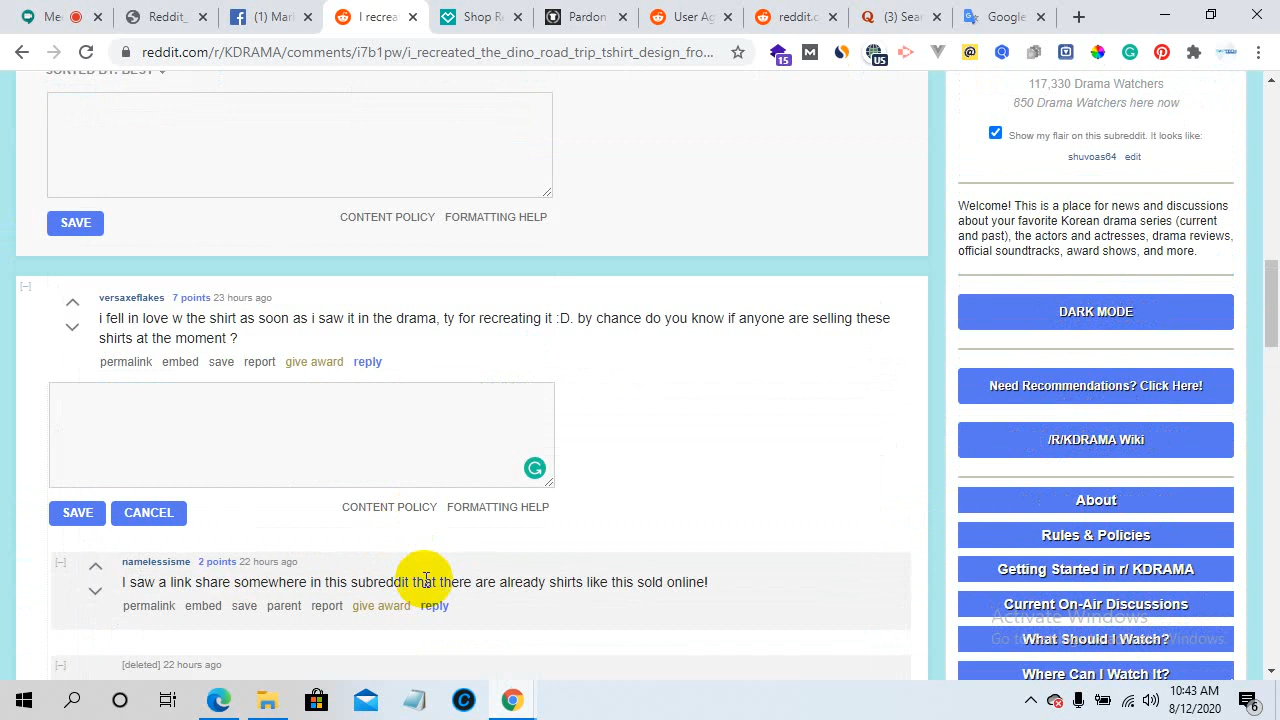 Me
Reddit_
(1) Mar
I recrea
Shop R
Pardon
User Ag
reddit.c
(3) Sear
Google
reddit.com/r/KDRAMA/comments/i7b1pw/i_recreated_the_dino_road_trip_tshirt_design_fro...
15
US
SORTED BY: BEST
SAVE
CONTENT POLICY FORMATTING HELP
[–]
versaxeflakes 7 points 23 hours ago
i fell in love w the shirt as soon as i saw it in the drama, ty for recreating it :D. by chance do you know if anyone are selling these
shirts at the moment ?
permalink embed save report give award reply
SAVE CANCEL
CONTENT POLICY FORMATTING HELP
[–] namelessisme 2 points 22 hours ago
I saw a link share somewhere in this subreddit that there are already shirts like this sold online!
permalink embed save parent report give award reply
[–] [deleted] 22 hours ago
117,330 Drama Watchers
850 Drama Watchers here now
Show my flair on this subreddit. It looks like:
shuvoas64 edit
Welcome! This is a place for news and discussions
about your favorite Korean drama series (current
and past), the actors and actresses, drama reviews,
official soundtracks, award shows, and more.
DARK MODE
Need Recommendations? Click Here!
/R/KDRAMA Wiki
About
Rules & Policies
Getting Started in r/ KDRAMA
Current On-Air Discussions
Activate Windows
What Should I Watch?
Go to Windows.
Where Can I Watch It?
10:43 AM
8/12/2020
6